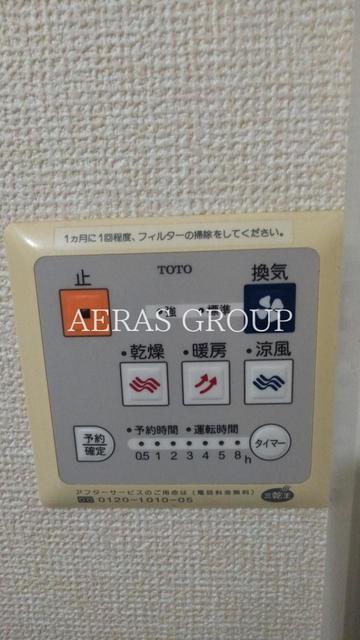 1ヵ月に1回程度、フィルターの掃除をしてください。
止 TOTO 換気
•強 •標準
AERAS GROUP
•乾燥 •暖房 •涼風
•予約時間 •運転時間
予約
確定
タイマー
0.5 1 2 3 4 5 8 h
アフターサービスのご用命は(電話料金無料)
0120-1010-05
三乾王